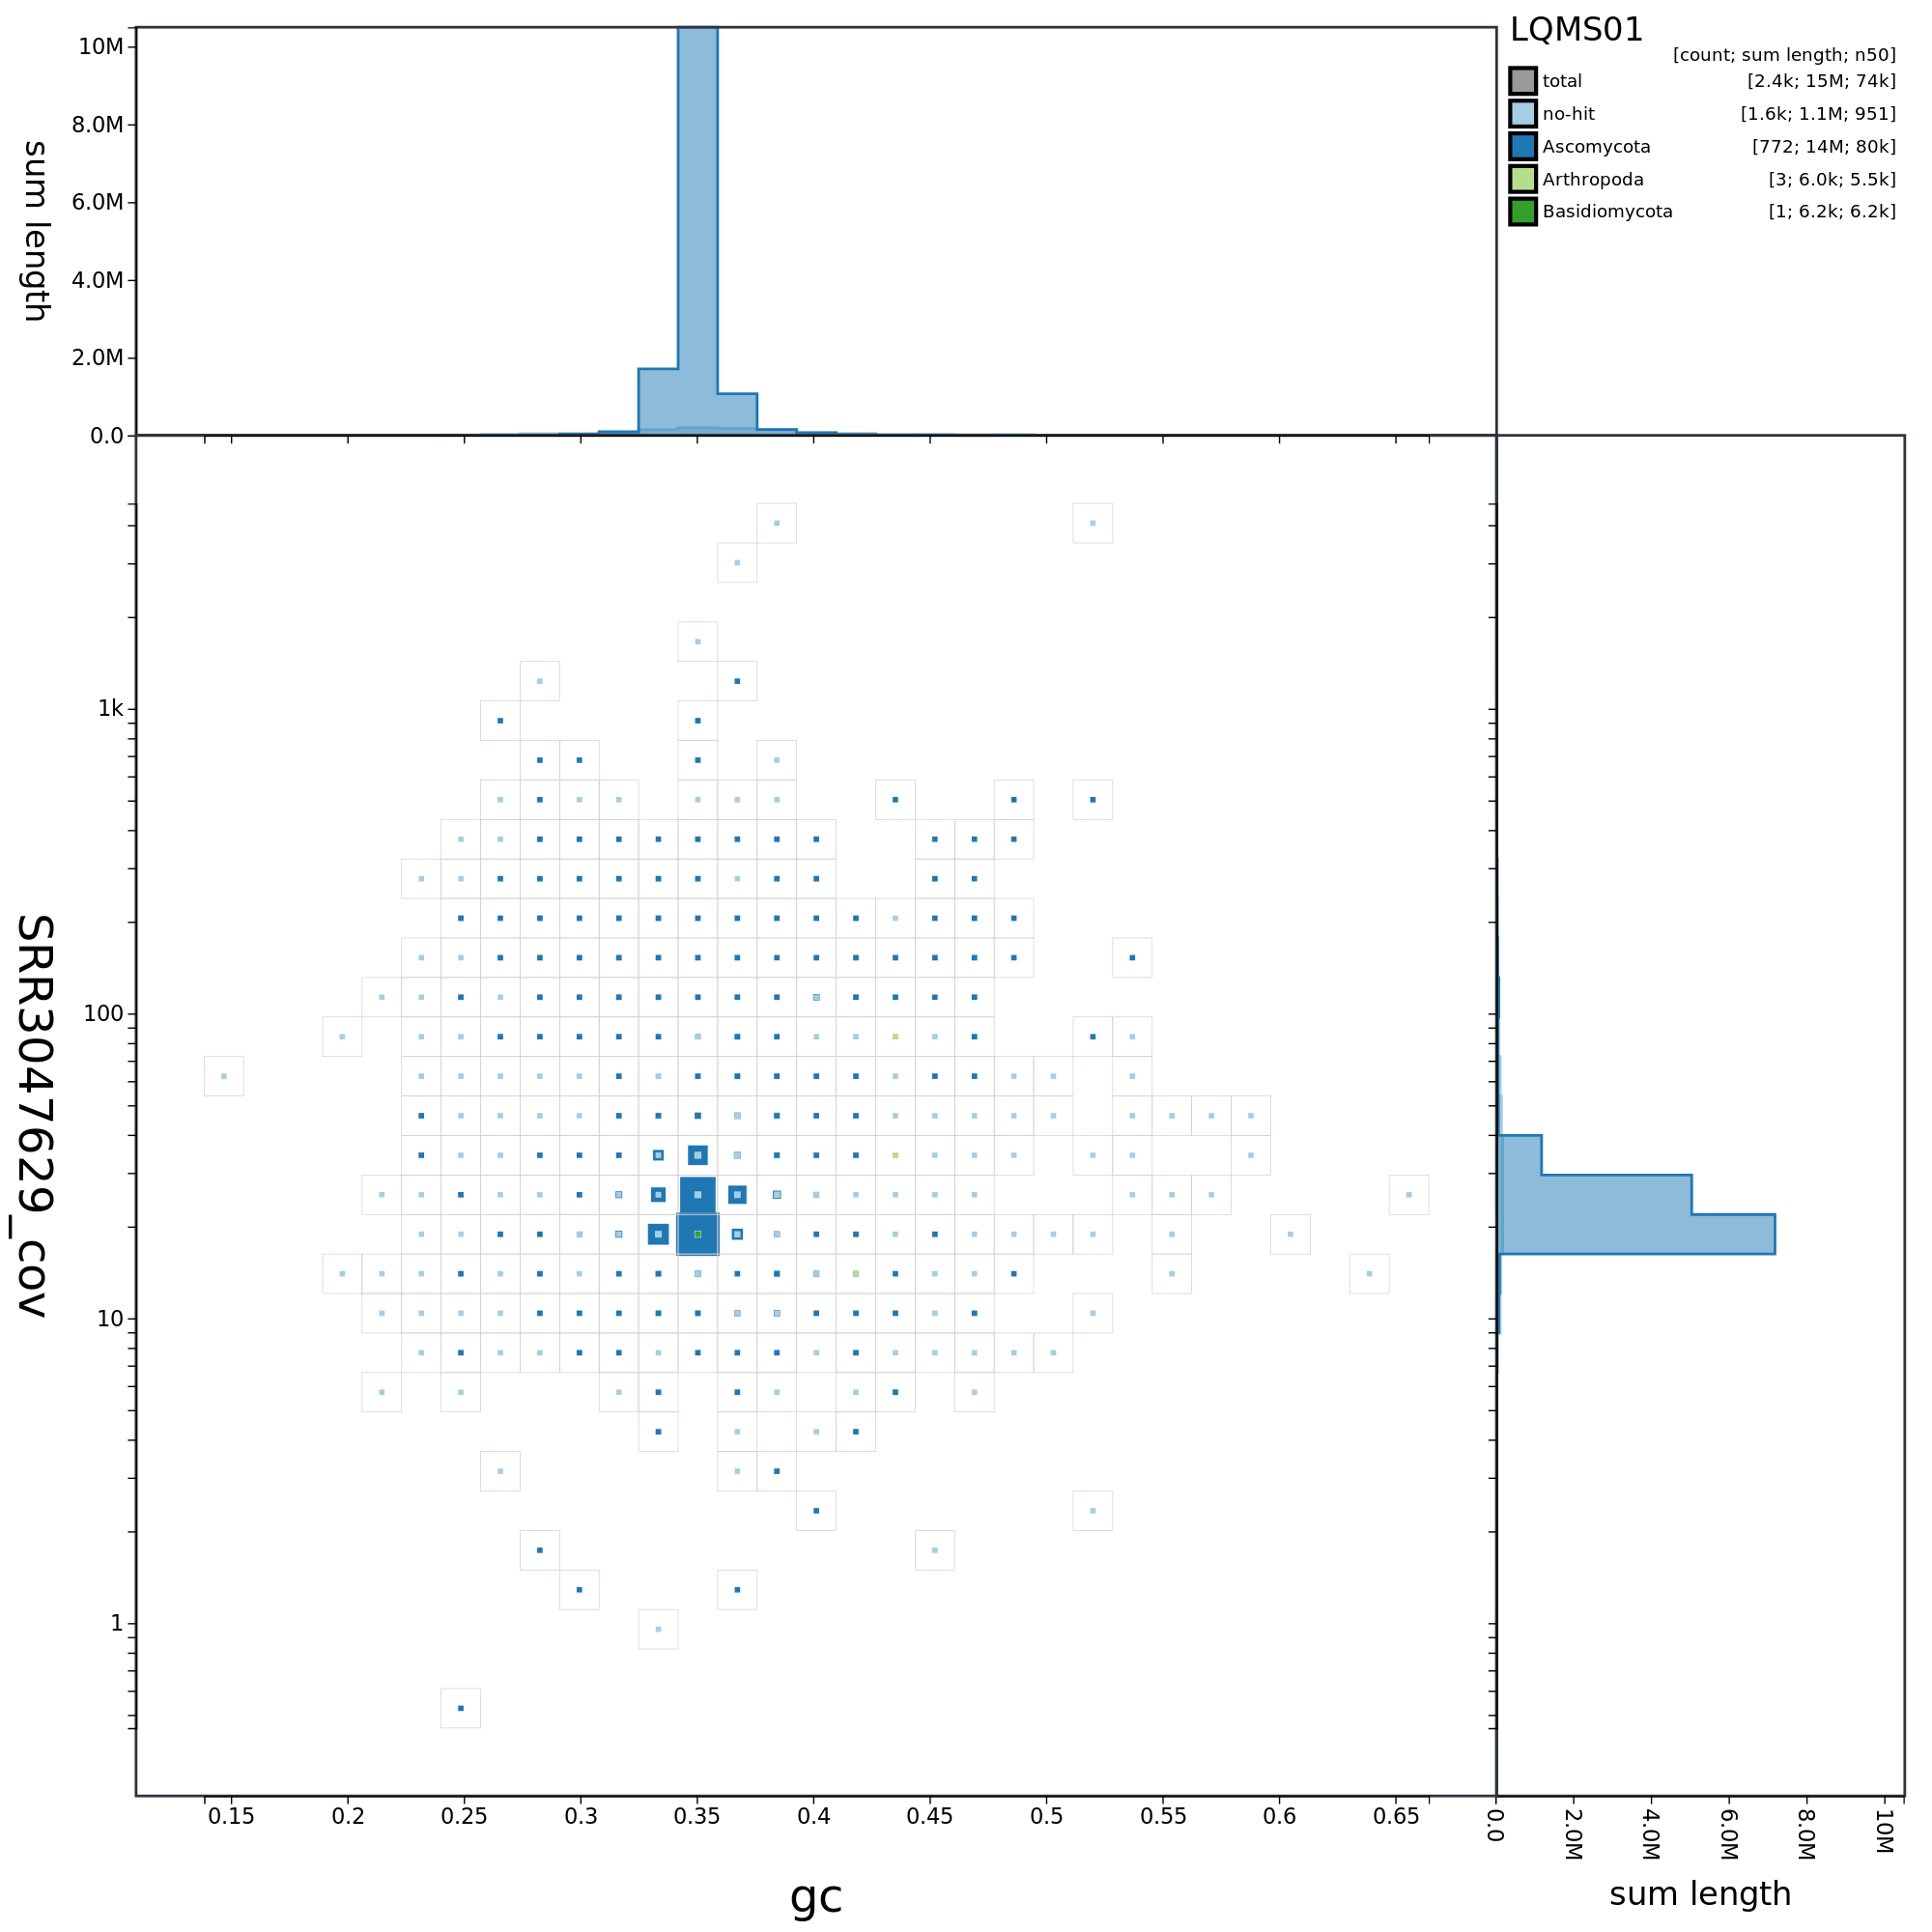 LQMS01
[count; sum length; n50]
total [2.4k; 15M; 74k]
no-hit [1.6k; 1.1M; 951]
Ascomycota [772; 14M; 80k]
Arthropoda [3; 6.0k; 5.5k]
Basidiomycota [1; 6.2k; 6.2k]
sum length
10M
8.0M
6.0M
4.0M
2.0M
0.0
SRR3047629_cov
1k
100
10
1
0.15 0.2 0.25 0.3 0.35 0.4 0.45 0.5 0.55 0.6 0.65
gc
0.0 2.0M 4.0M 6.0M 8.0M 10M
sum length